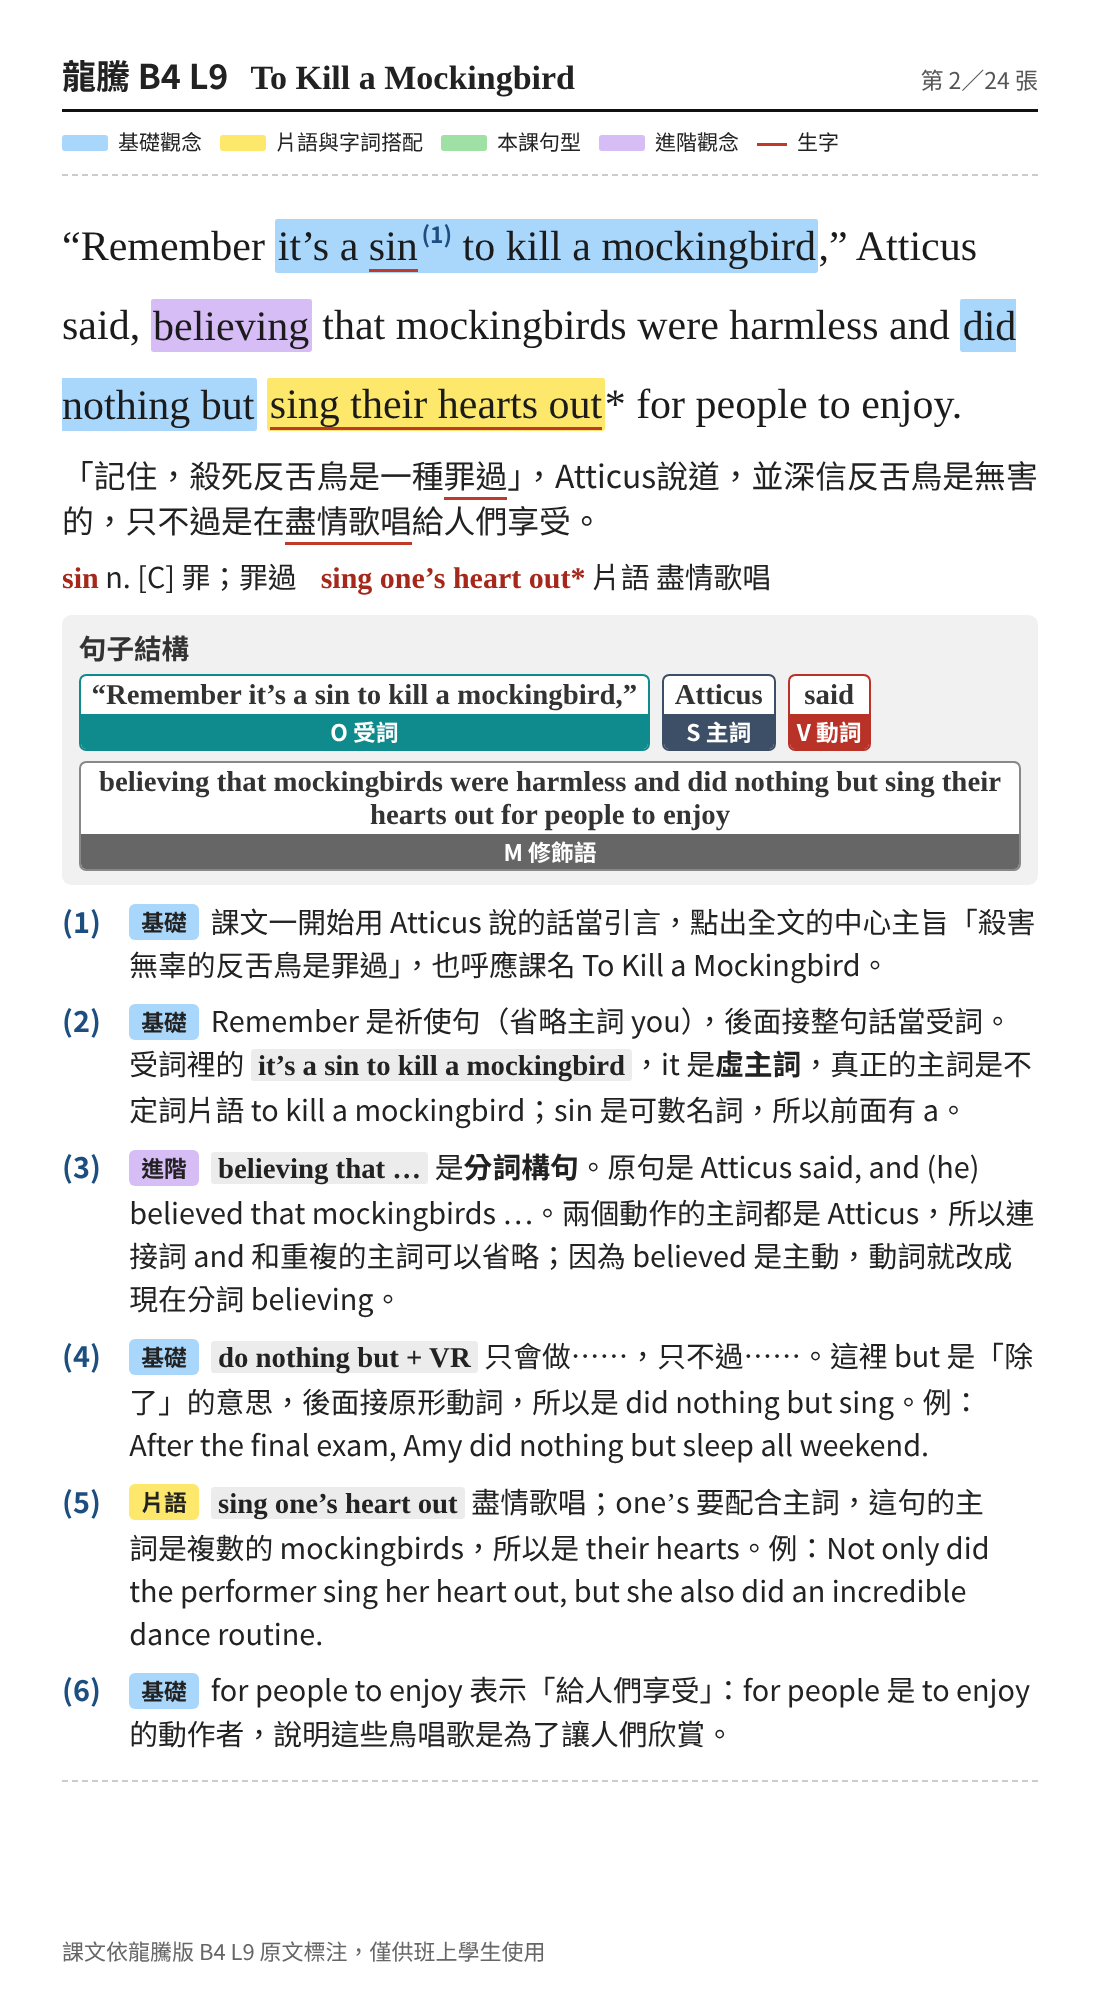 龍騰 B4 L9 To Kill a Mockingbird 第 2／24 張
基礎觀念 片語與字詞搭配 本課句型 進階觀念 生字
“Remember it’s a sin(1) to kill a mockingbird,” Atticus
said, believing that mockingbirds were harmless and did
nothing but sing their hearts out* for people to enjoy.
「記住，殺死反舌鳥是一種罪過」，Atticus說道，並深信反舌鳥是無害
的，只不過是在盡情歌唱給人們享受。
sin n. [C] 罪；罪過 sing one’s heart out* 片語 盡情歌唱
句子結構
“Remember it’s a sin to kill a mockingbird,” Atticus said
O 受詞 S 主詞 V 動詞
believing that mockingbirds were harmless and did nothing but sing their
hearts out for people to enjoy
M 修飾語
(1) 基礎 課文一開始用 Atticus 說的話當引言，點出全文的中心主旨「殺害
無辜的反舌鳥是罪過」，也呼應課名 To Kill a Mockingbird。
(2) 基礎 Remember 是祈使句（省略主詞 you），後面接整句話當受詞。
受詞裡的 it’s a sin to kill a mockingbird，it 是虛主詞，真正的主詞是不
定詞片語 to kill a mockingbird；sin 是可數名詞，所以前面有 a。
(3) 進階 believing that … 是分詞構句。原句是 Atticus said, and (he)
believed that mockingbirds …。兩個動作的主詞都是 Atticus，所以連
接詞 and 和重複的主詞可以省略；因為 believed 是主動，動詞就改成
現在分詞 believing。
(4) 基礎 do nothing but + VR 只會做……，只不過……。這裡 but 是「除
了」的意思，後面接原形動詞，所以是 did nothing but sing。例：
After the final exam, Amy did nothing but sleep all weekend.
(5) 片語 sing one’s heart out 盡情歌唱；one’s 要配合主詞，這句的主
詞是複數的 mockingbirds，所以是 their hearts。例：Not only did
the performer sing her heart out, but she also did an incredible
dance routine.
(6) 基礎 for people to enjoy 表示「給人們享受」：for people 是 to enjoy
的動作者，說明這些鳥唱歌是為了讓人們欣賞。
課文依龍騰版 B4 L9 原文標注，僅供班上學生使用